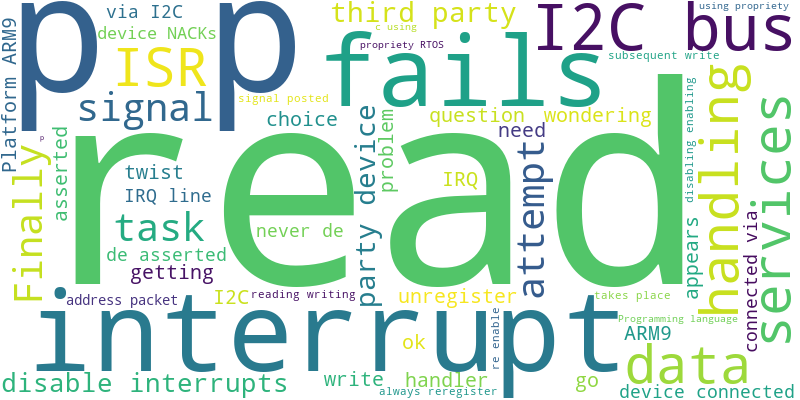 via I2C
third party
I2C bus
using propriety
device NACKs
c using
propriety RTOS
subsequent write
Platform ARM9
p p
ISR
fails
signal
signal posted
choice
question
wondering
need
handling
disabling enabling
services
read
problem
party device
asserted
Finally
twist
IRQ line
IRQ
attempt
p
task
never de
de asserted
getting
appears
connected via
address packet
I2C
reading writing
unregister
takes place
interrupt
re enable
Programming language
ARM9
ok
data
disable interrupts
write
handler
always reregister
go
device connected